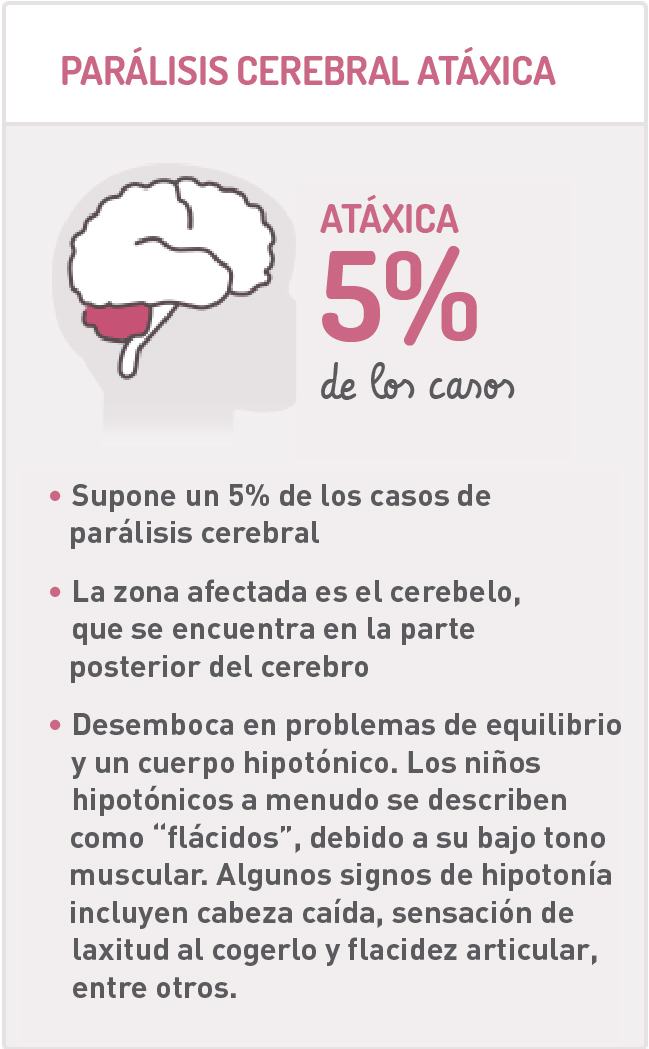 PARÁLISIS CEREBRAL ATÁXICA
ATÁXICA
5%
de los casos
• Supone un 5% de los casos de
parálisis cerebral
• La zona afectada es el cerebelo,
que se encuentra en la parte
posterior del cerebro
• Desemboca en problemas de equilibrio
y un cuerpo hipotónico. Los niños
hipotónicos a menudo se describen
como “flácidos”, debido a su bajo tono
muscular. Algunos signos de hipotonía
incluyen cabeza caída, sensación de
laxitud al cogerlo y flacidez articular,
entre otros.